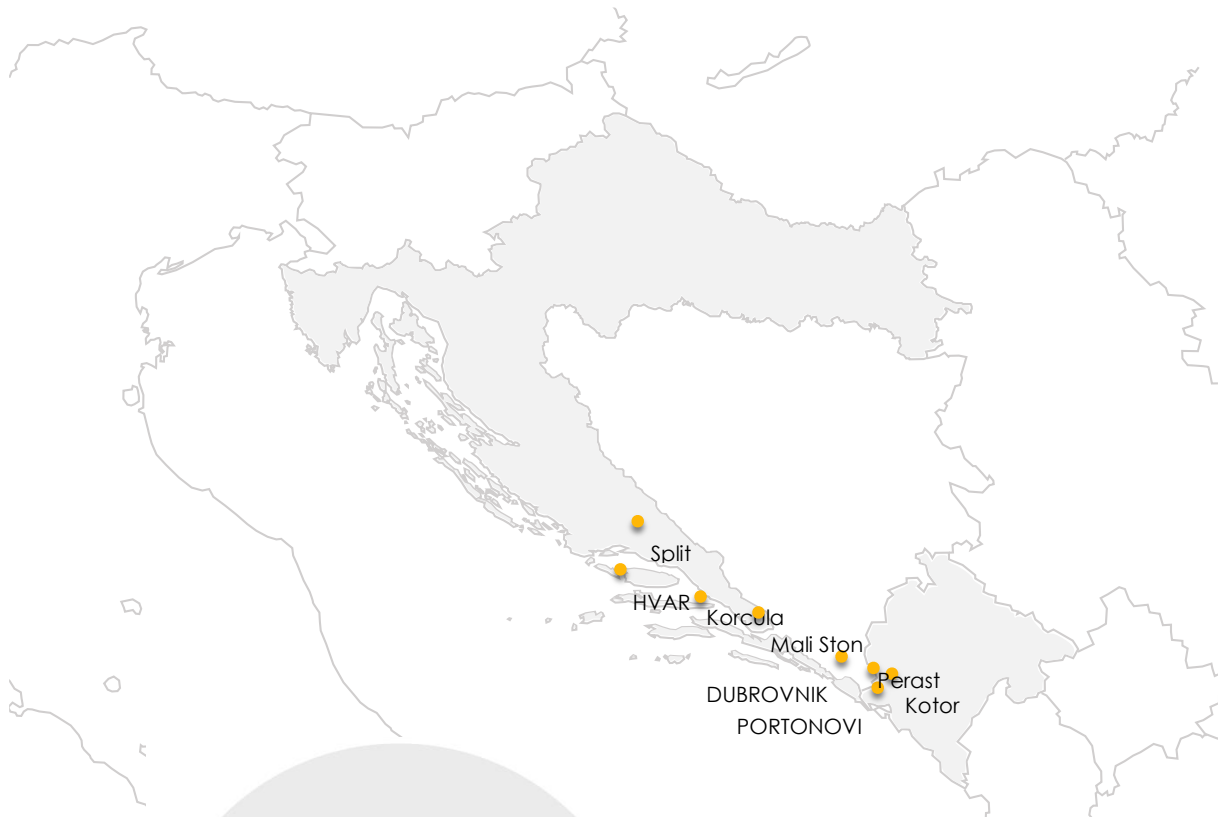 Split
HVAR
Korcula
Mali Ston
Perast
DUBROVNIK
Kotor
PORTONOVI